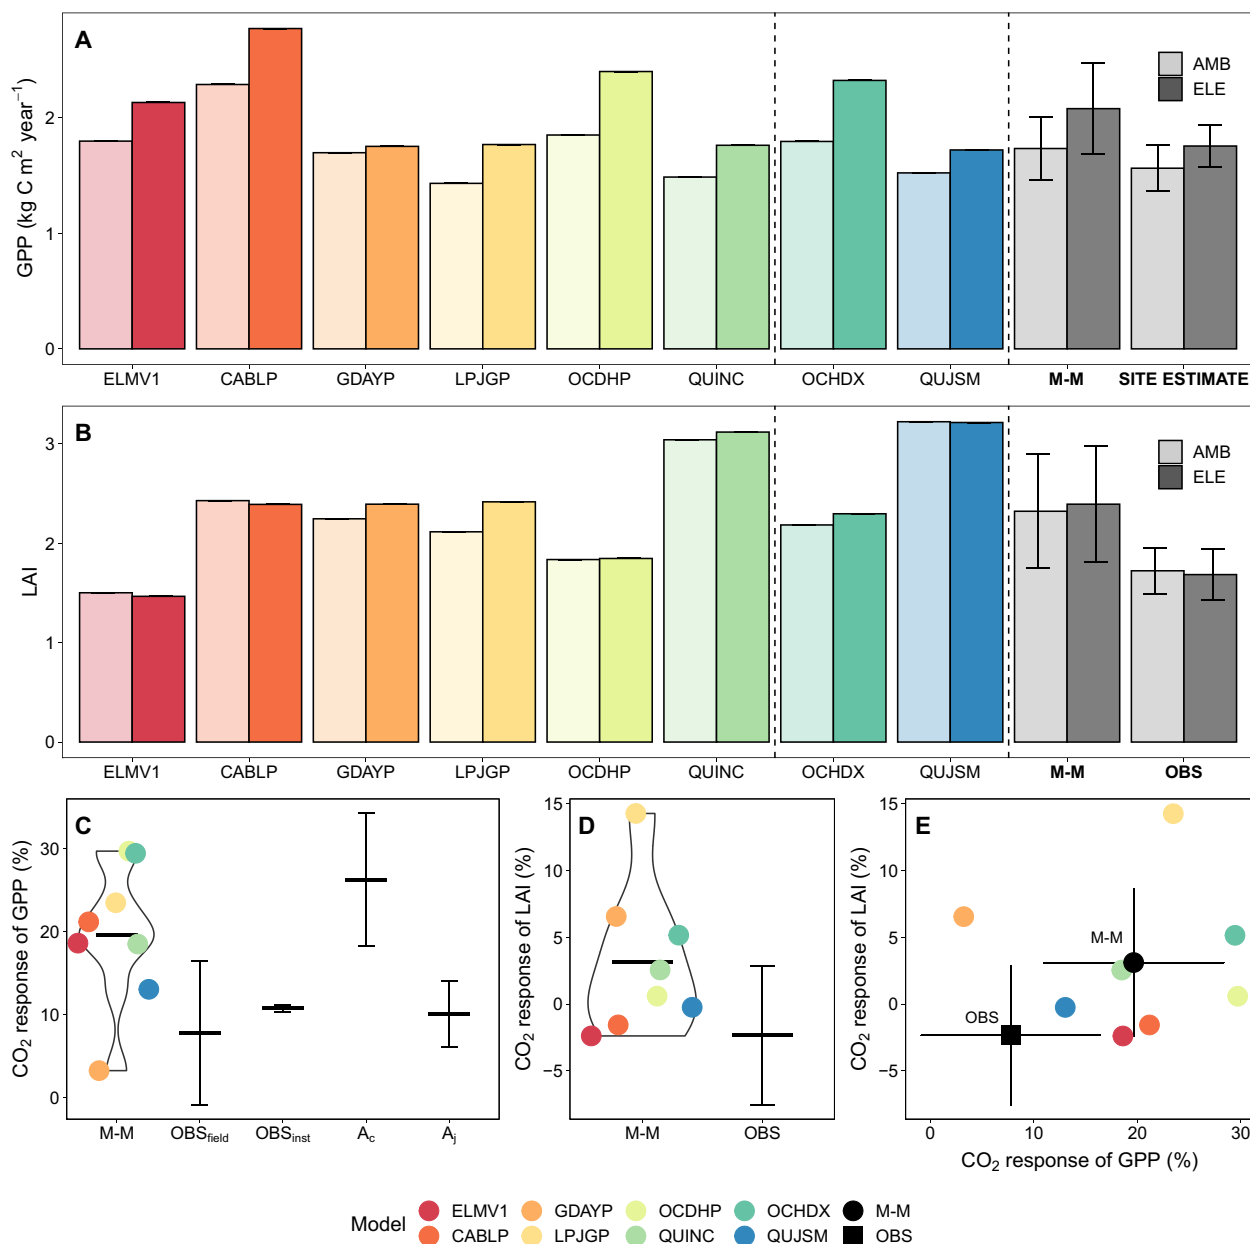 A
GPP (kg C m² year⁻¹)
2
1
0
AMB
ELE
ELMV1 CABLP GDAYP LPJGP OCDHP QUINC OCHDX QUJSM M-M SITE ESTIMATE
B
LAI
3
2
1
0
AMB
ELE
ELMV1 CABLP GDAYP LPJGP OCDHP QUINC OCHDX QUJSM M-M OBS
C
CO₂ response of GPP (%)
30
20
10
0
M-M OBSfield OBSinst Ac Aj
D
CO₂ response of LAI (%)
15
10
5
0
−5
M-M OBS
E
CO₂ response of LAI (%)
15
10
5
0
−5
M-M
OBS
0 10 20 30
CO₂ response of GPP (%)
Model
ELMV1 GDAYP OCDHP OCHDX M-M
CABLP LPJGP QUINC QUJSM OBS